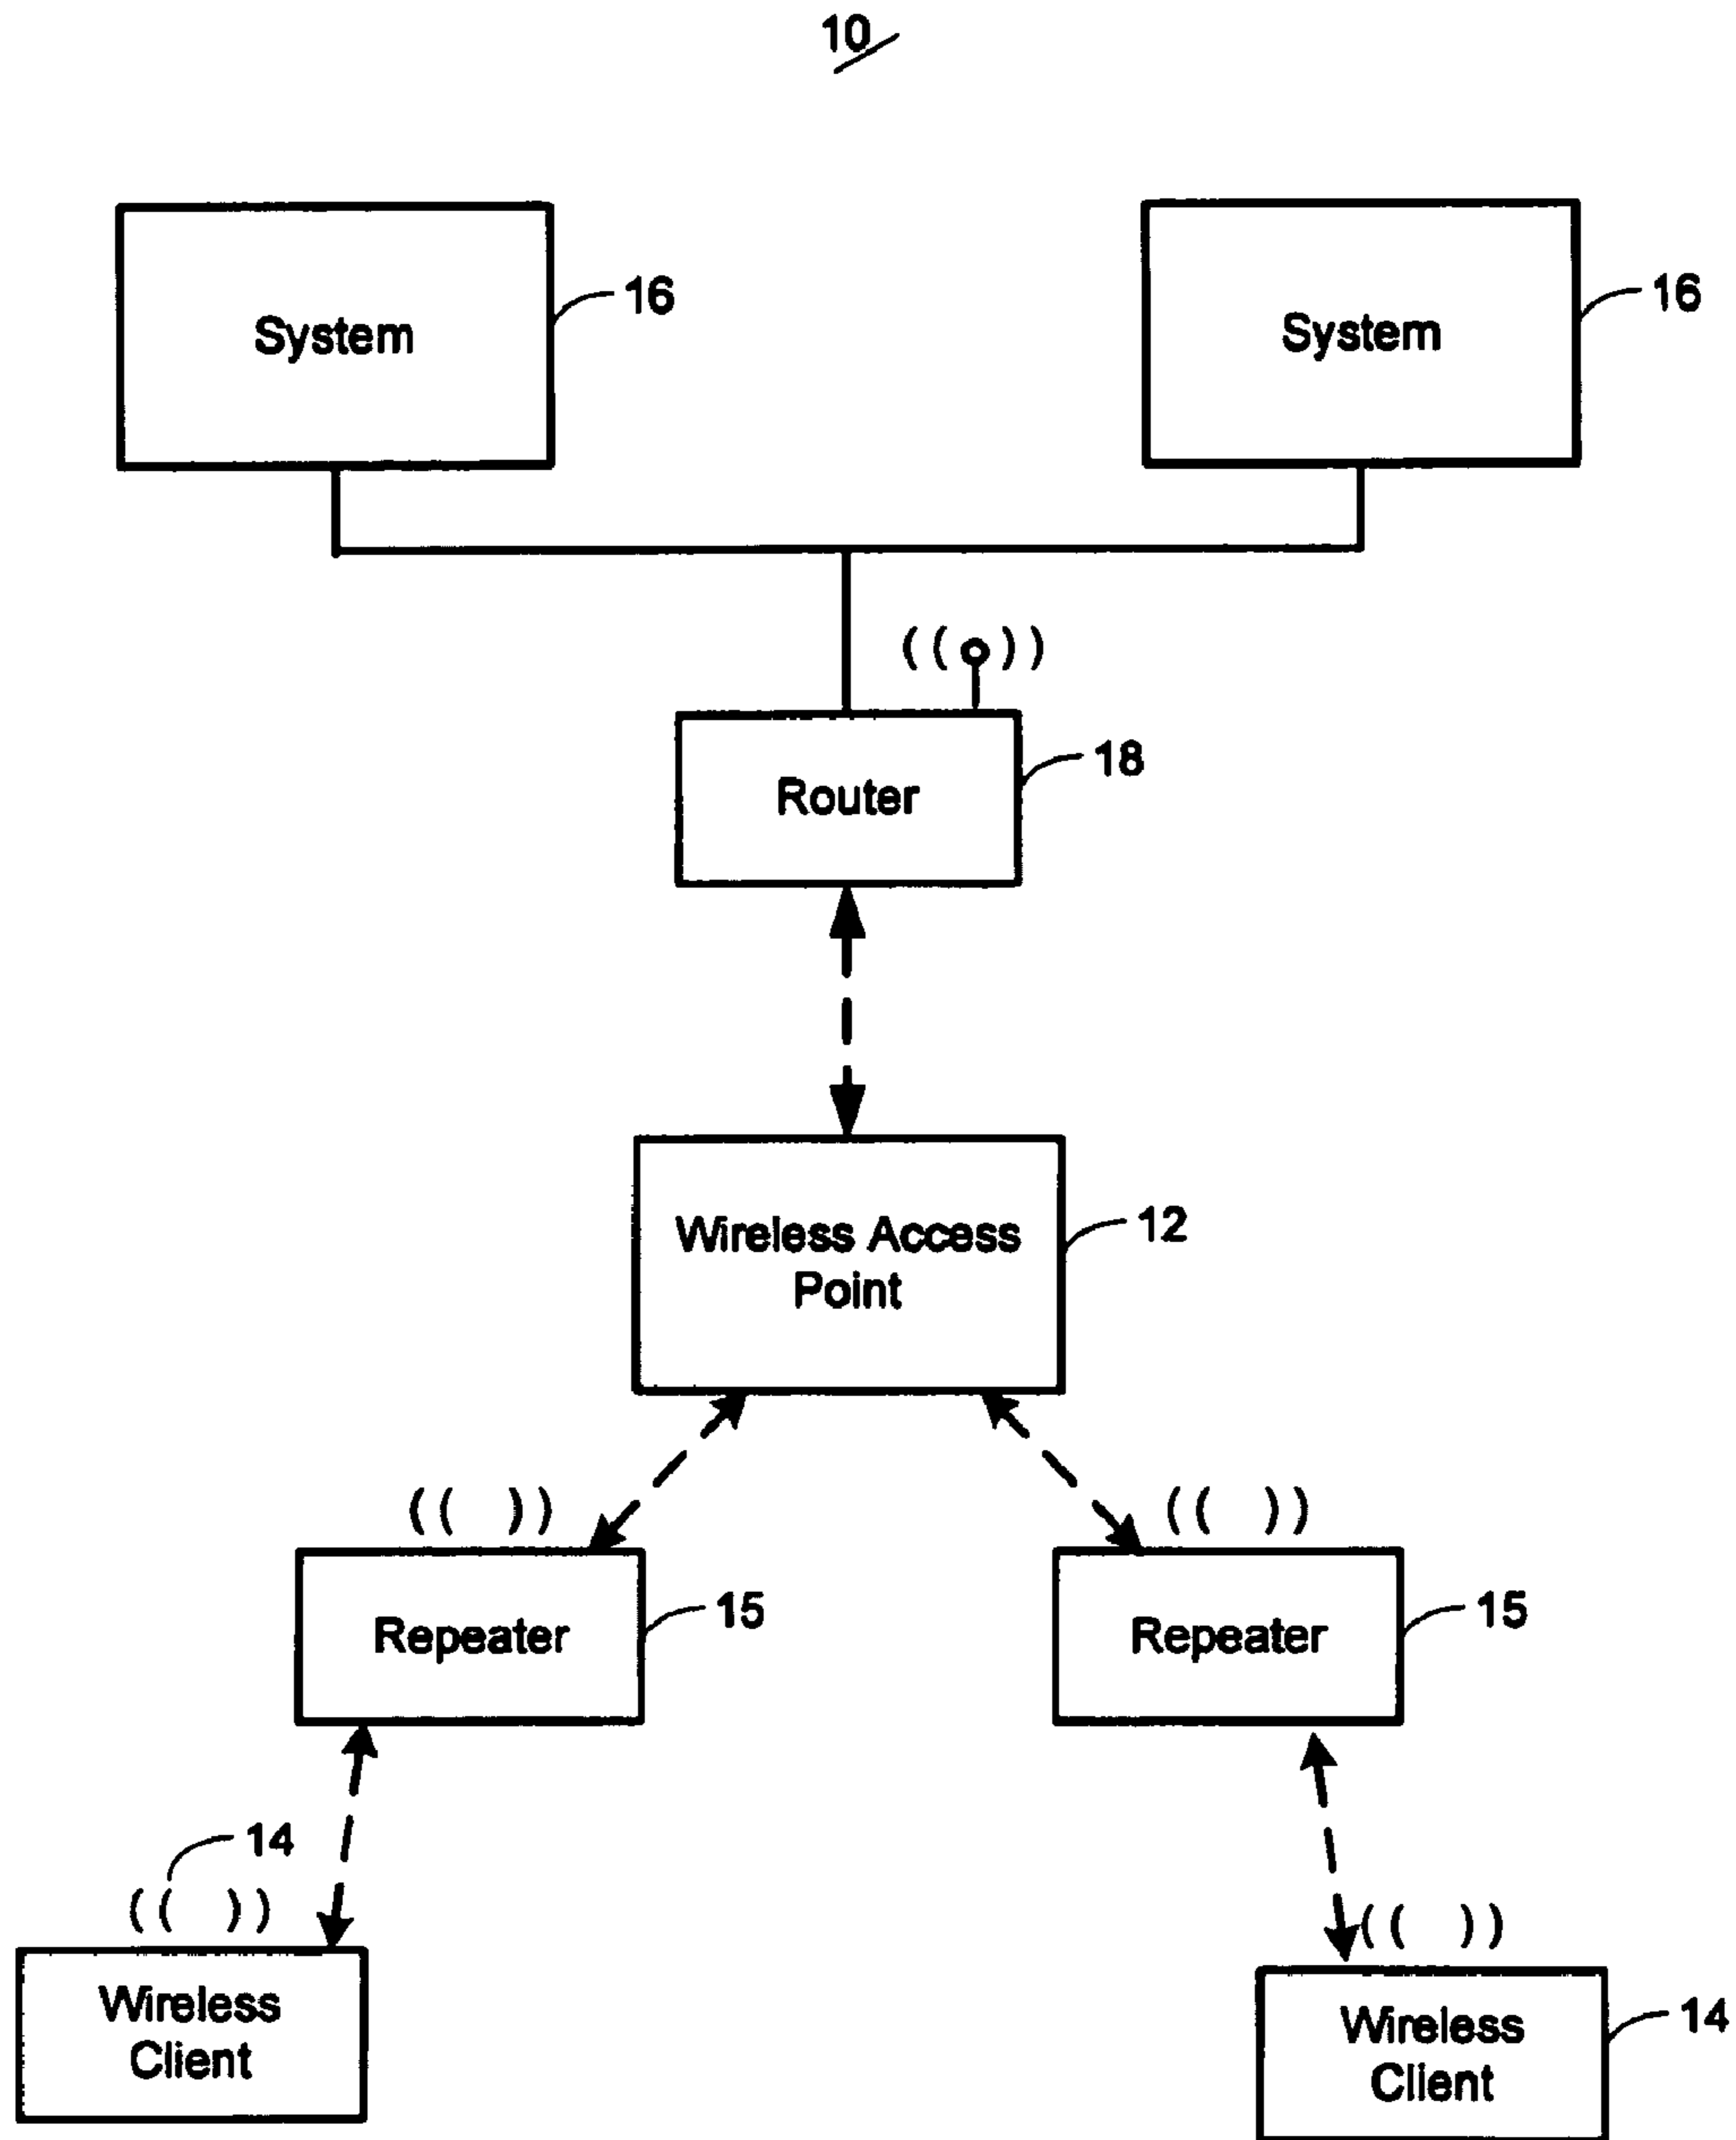 10
System
16
System
16
Router
18
Wireless Access
Point
12
Repeater
15
Repeater
15
14
Wireless
Client
Wireless
Client
14